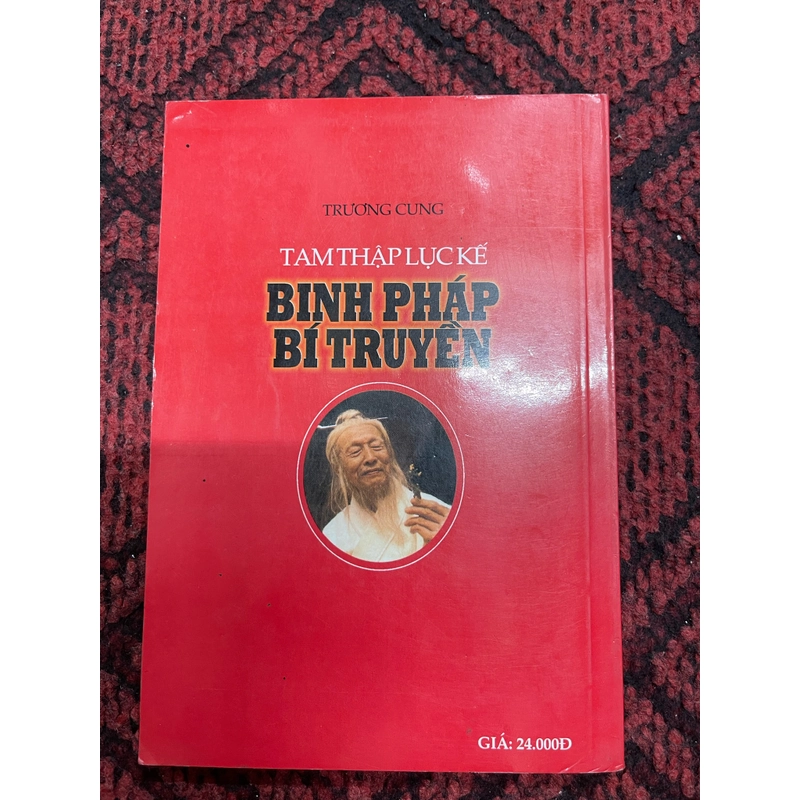 TRƯƠNG CUNG
TAM THẬP LỤC KẾ
BINH PHÁP
BÍ TRUYỀN
GIÁ: 24.000Đ